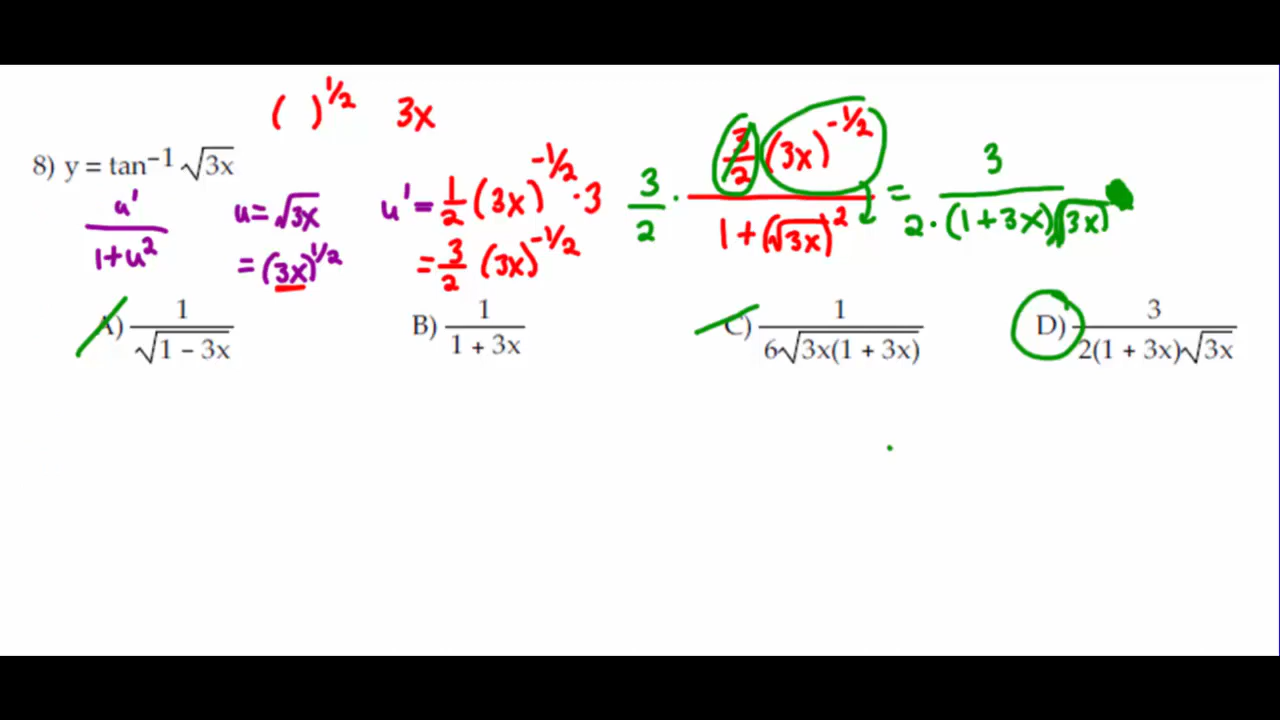 ( )^1/2 3x
8) y = tan⁻¹ √3x
u' / 1+u² u = √3x = (3x)^1/2
u' = 1/2 (3x)^-1/2 · 3
= 3/2 (3x)^-1/2
3/2 · 3/2 (3x)^-1/2 / 1+(√3x)² = 3 / 2·(1+3x)√3x)
A) 1 / √1 − 3x B) 1 / 1 + 3x C) 1 / 6√3x(1 + 3x) D) 3 / 2(1 + 3x)√3x